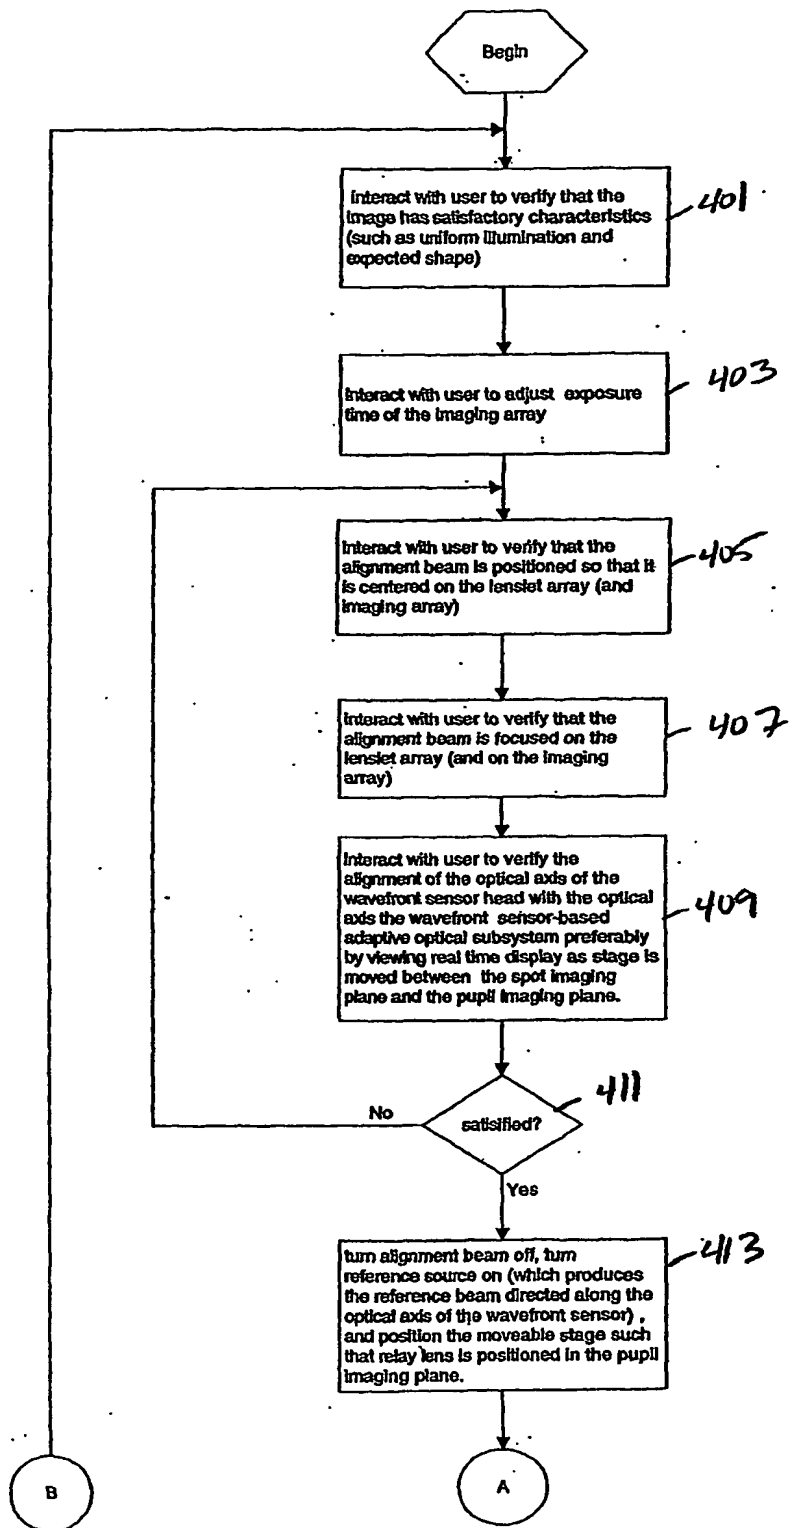 Begin
Interact with user to verify that the
image has satisfactory characteristics
(such as uniform illumination and
expected shape)
401
Interact with user to adjust exposure
time of the imaging array
403
Interact with user to verify that the
alignment beam is positioned so that it
is centered on the lenslet array (and
imaging array)
405
Interact with user to verify that the
alignment beam is focused on the
lenslet array (and on the imaging
array)
407
Interact with user to verify the
alignment of the optical axis of the
wavefront sensor head with the optical
axis the wavefront sensor-based
adaptive optical subsystem preferably
by viewing real time display as stage is
moved between the spot imaging
plane and the pupil imaging plane.
409
satisified?
411
No
Yes
turn alignment beam off, turn
reference source on (which produces
the reference beam directed along the
optical axis of the wavefront sensor) ,
and position the moveable stage such
that relay lens is positioned in the pupil
imaging plane.
413
B
A